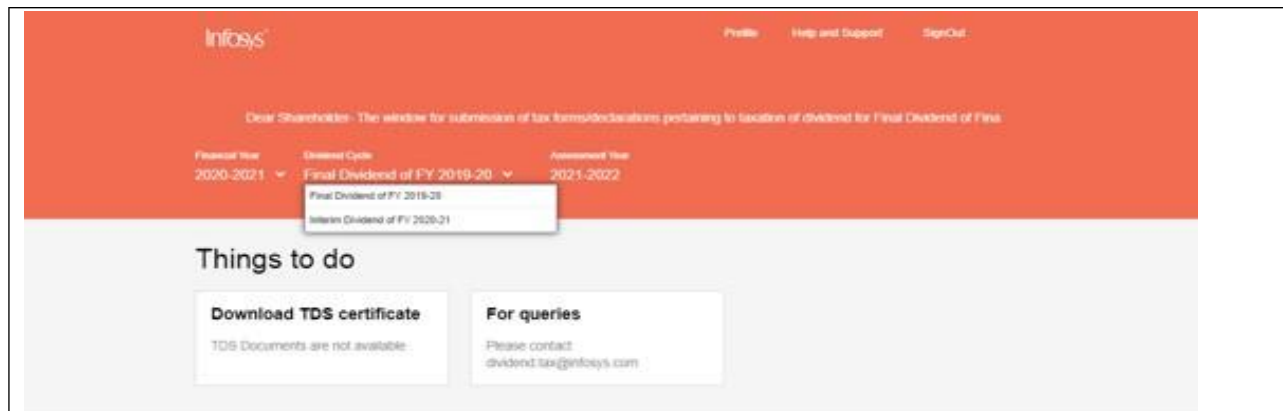 Infosys
Profile Help and Support SignOut
Dear Shareholder- The window for submission of tax forms/declarations pertaining to taxation of dividend for Final Dividend of Fina
Financial Year Dividend Cycle Assessment Year
2020-2021 Final Dividend of FY 2019-20 2021-2022
Final Dividend of FY 2019-20
Interim Dividend of FY 2020-21
Things to do
Download TDS certificate
TDS Documents are not available
For queries
Please contact
dividend.tax@infosys.com